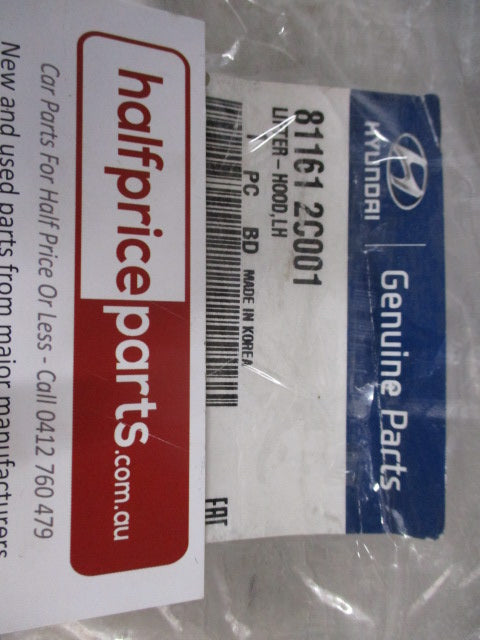 HYUNDAI
Genuine Parts
81161 2C001
LIFTER-HOOD,LH
PC BD MADE IN KOREA
EAC
halfpriceparts.com.au
Car Parts For Half Price Or Less - Call 0412 760 479
New and used parts from major manufacturers